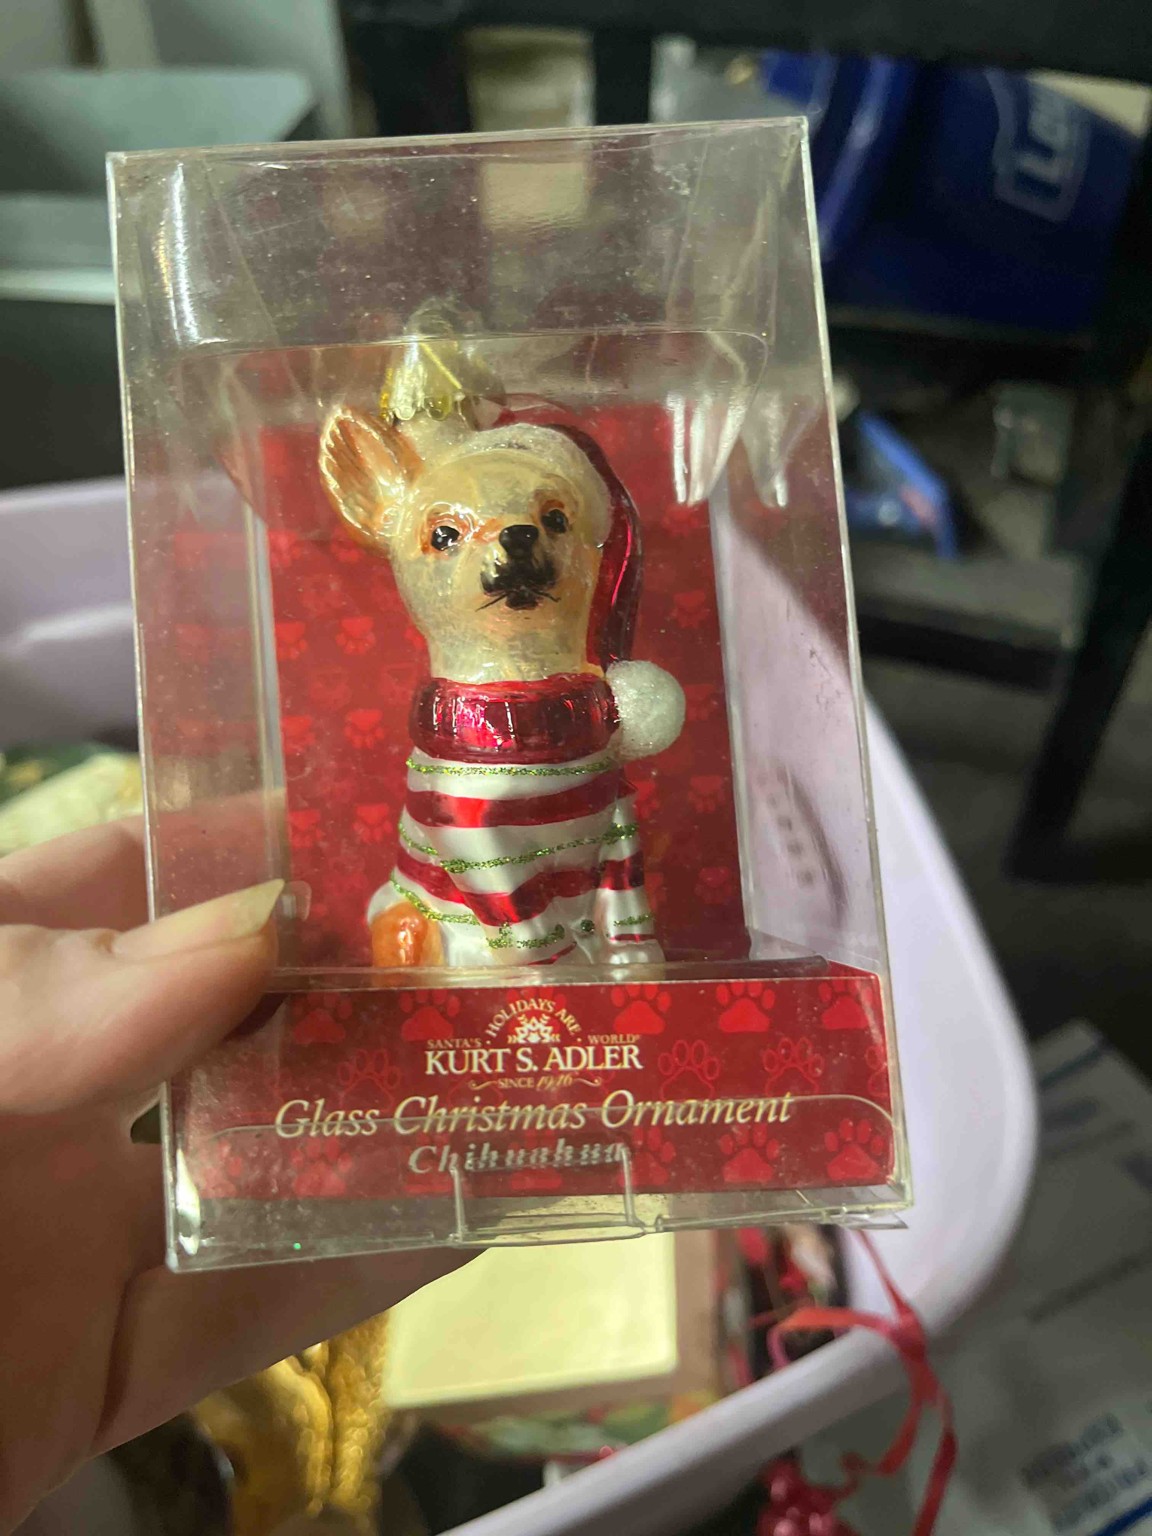 HOLIDAYS ARE
SANTA'S WORLD®
KURT S. ADLER
SINCE 1946
Glass Christmas Ornament
Chihuahua